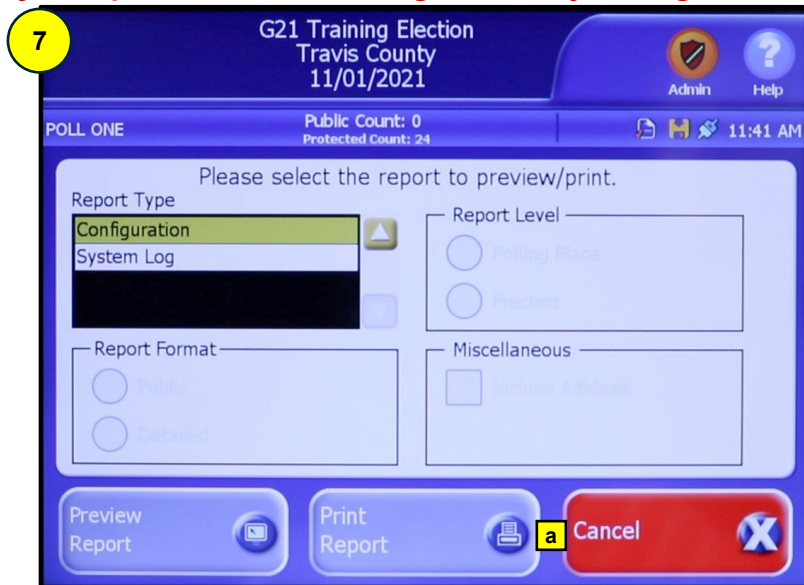 7
G21 Training Election
Travis County
11/01/2021
Admin
Help
POLL ONE
Public Count: 0
Protected Count: 24
11:41 AM
Please select the report to preview/print.
Report Type
Configuration
System Log
Report Level
Polling Place
Precinct
Report Format
Public
Detailed
Miscellaneous
Include Affidavit
Preview
Report
Print
Report
a
Cancel